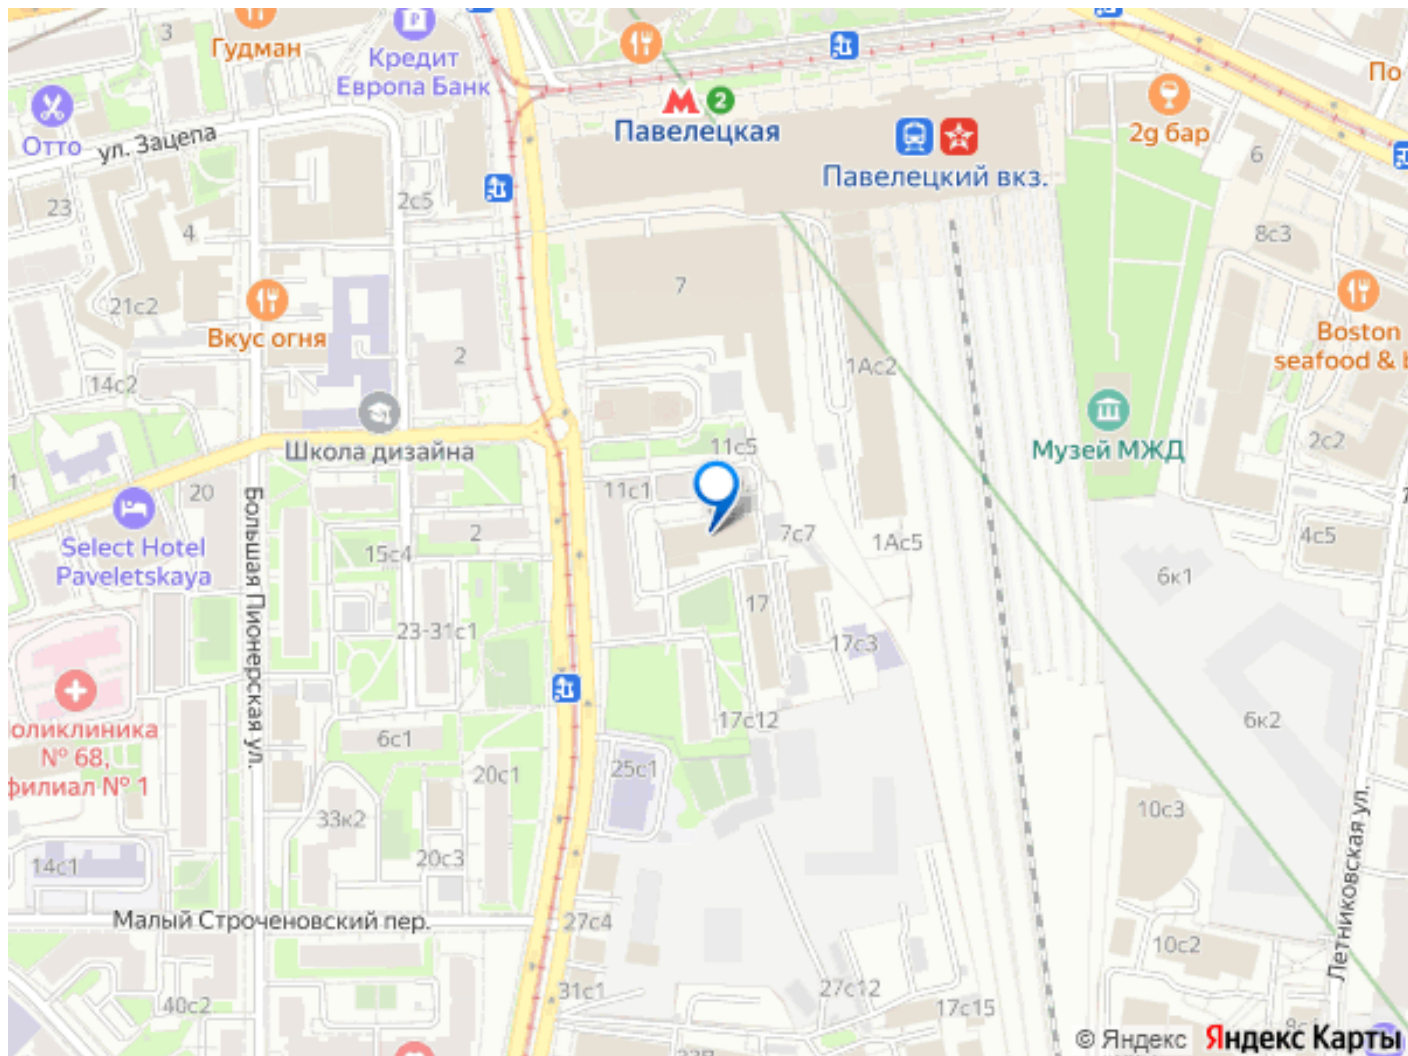 3
Гудман
Кредит
Европа Банк
По
Отто
ул. Зацепа
2
Павелецкая
Павелецкий вкз.
2g бар
6
23
4
2с5
8с3
21с2
Вкус огня
7
2
1Ас2
Boston
seafood & b
14с2
Школа дизайна
11с5
Музей МЖД
2с2
20
11с1
Select Hotel
Paveletskaya
15с4
2
7с7
1Ас5
4с5
6к1
Большая Пионерская ул.
17
23-31с1
17с3
оликлиника
№ 68,
филиал № 1
6с1
17с12
6к2
20с1
25с1
33к2
10с3
14с1
20с3
Летниковская ул.
Малый Строченовский пер.
27с4
10с2
40с2
31с1
27с12
17с15
© Яндекс Яндекс Карты